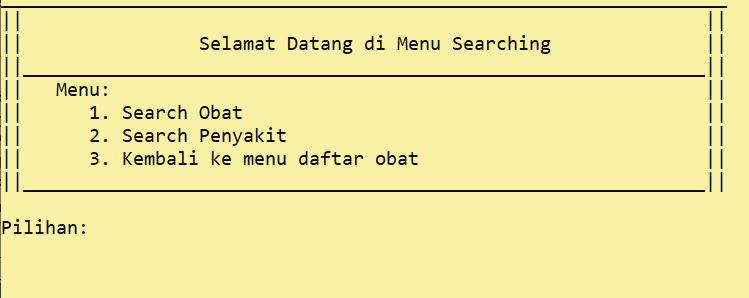 Selamat Datang di Menu Searching
Menu:
1. Search Obat
2. Search Penyakit
3. Kembali ke menu daftar obat
Pilihan: